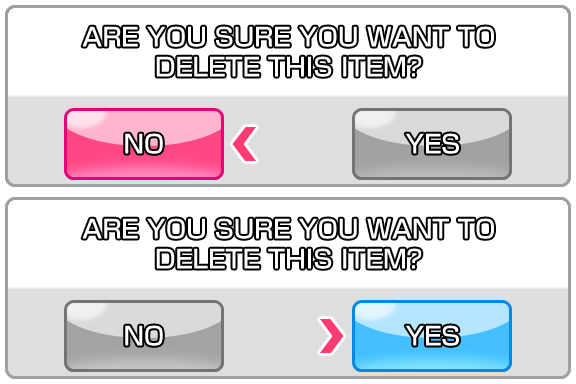 ARE YOU SURE YOU WANT TO
DELETE THIS ITEM?
NO
YES
ARE YOU SURE YOU WANT TO
DELETE THIS ITEM?
NO
YES